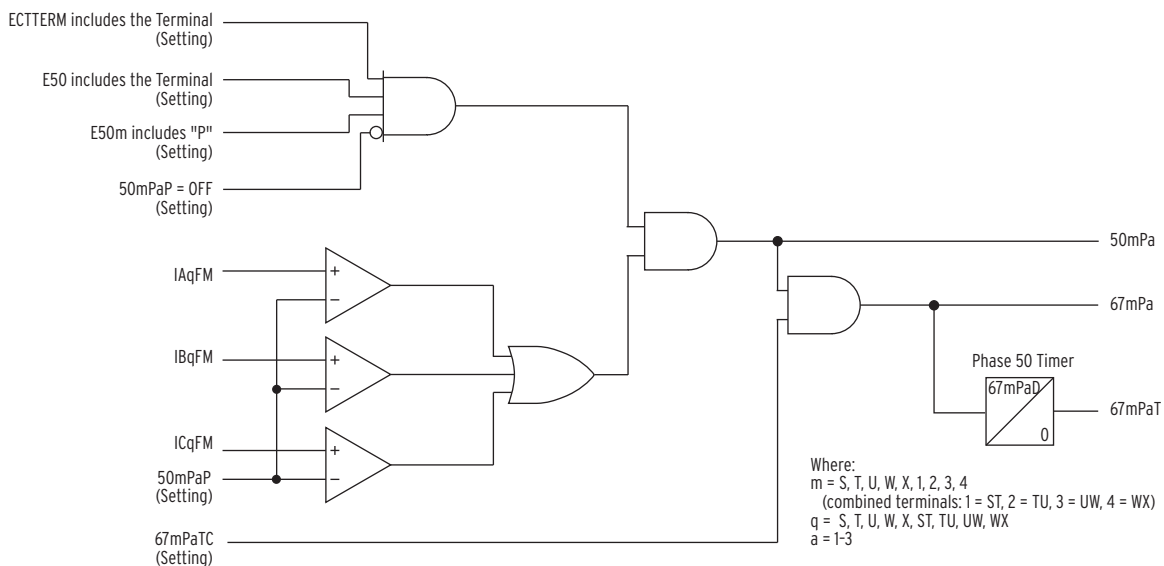 ECTTERM includes the Terminal
(Setting)
E50 includes the Terminal
(Setting)
E50m includes "P"
(Setting)
50mPaP = OFF
(Setting)
IAqFM
+
−
IBqFM
+
−
ICqFM
+
−
50mPaP
(Setting)
67mPaTC
(Setting)
50mPa
67mPa
Phase 50 Timer
67mPaD
0
67mPaT
Where:
m = S, T, U, W, X, 1, 2, 3, 4
(combined terminals: 1 = ST, 2 = TU, 3 = UW, 4 = WX)
q = S, T, U, W, X, ST, TU, UW, WX
a = 1–3